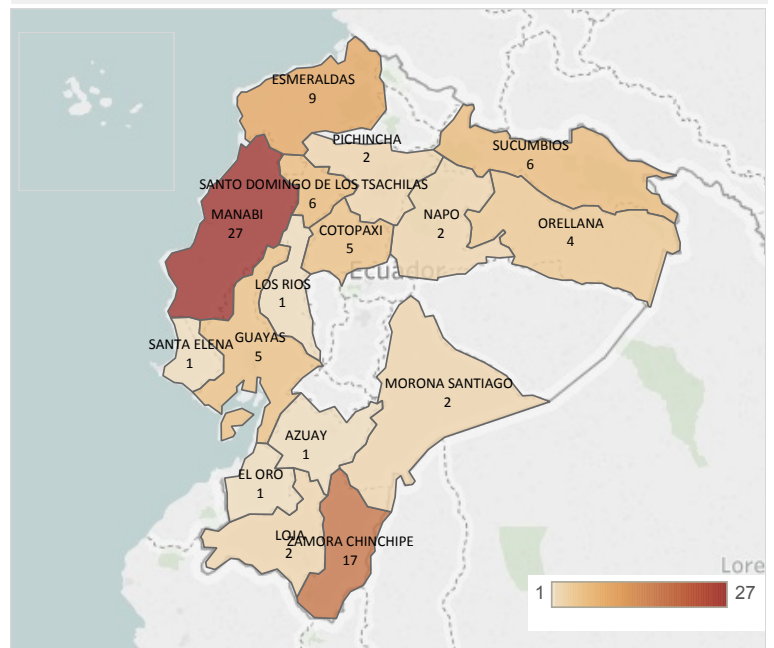 ESMERALDAS
9
PICHINCHA
2
SUCUMBIOS
6
SANTO DOMINGO DE LOS TSACHILAS
6
MANABI
27
NAPO
2
ORELLANA
4
COTOPAXI
5
Ecuador
LOS RIOS
1
SANTA ELENA
1
GUAYAS
5
MORONA SANTIAGO
2
AZUAY
1
EL ORO
1
LOJA
2
ZAMORA CHINCHIPE
17
Lore
1
27